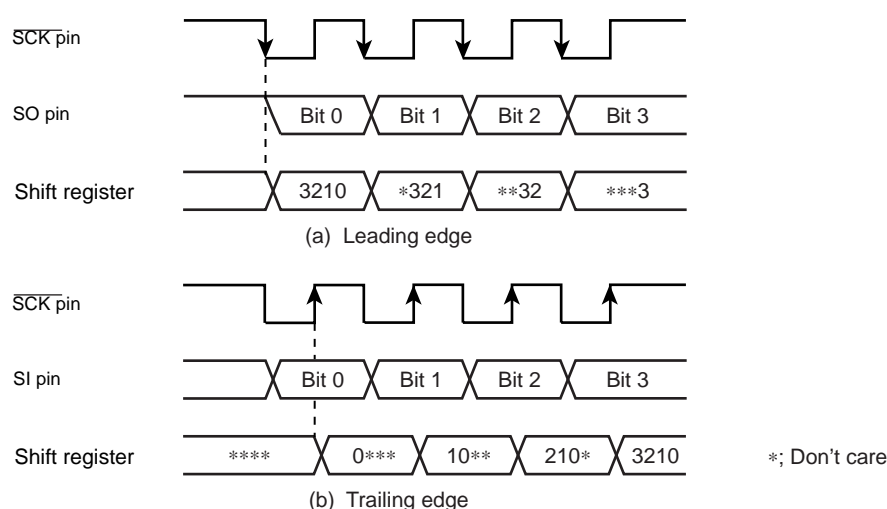 SCK pin
SO pin Bit 0 Bit 1 Bit 2 Bit 3
Shift register 3210 *321 **32 ***3
(a) Leading edge
SCK pin
SI pin Bit 0 Bit 1 Bit 2 Bit 3
Shift register **** 0*** 10** 210* 3210 *; Don't care
(b) Trailing edge